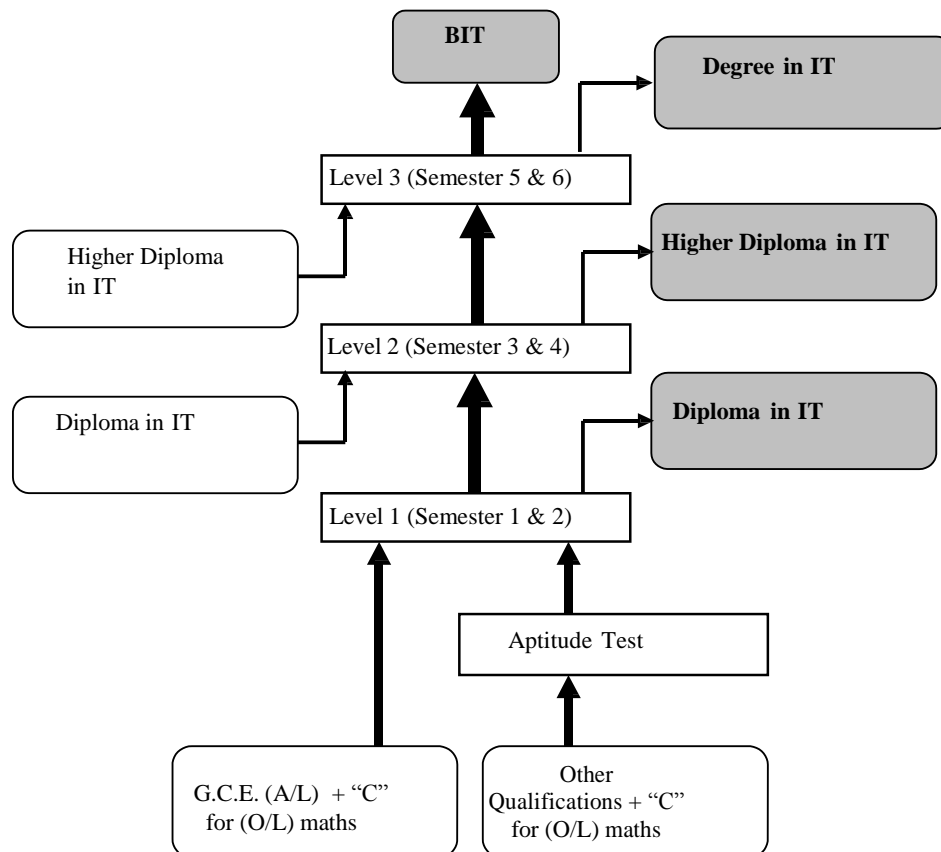 BIT
Degree in IT
Level 3 (Semester 5 & 6)
Higher Diploma
in IT
Higher Diploma in IT
Level 2 (Semester 3 & 4)
Diploma in IT
Diploma in IT
Level 1 (Semester 1 & 2)
Aptitude Test
G.C.E. (A/L) + “C”
for (O/L) maths
Other
Qualifications + “C”
for (O/L) maths